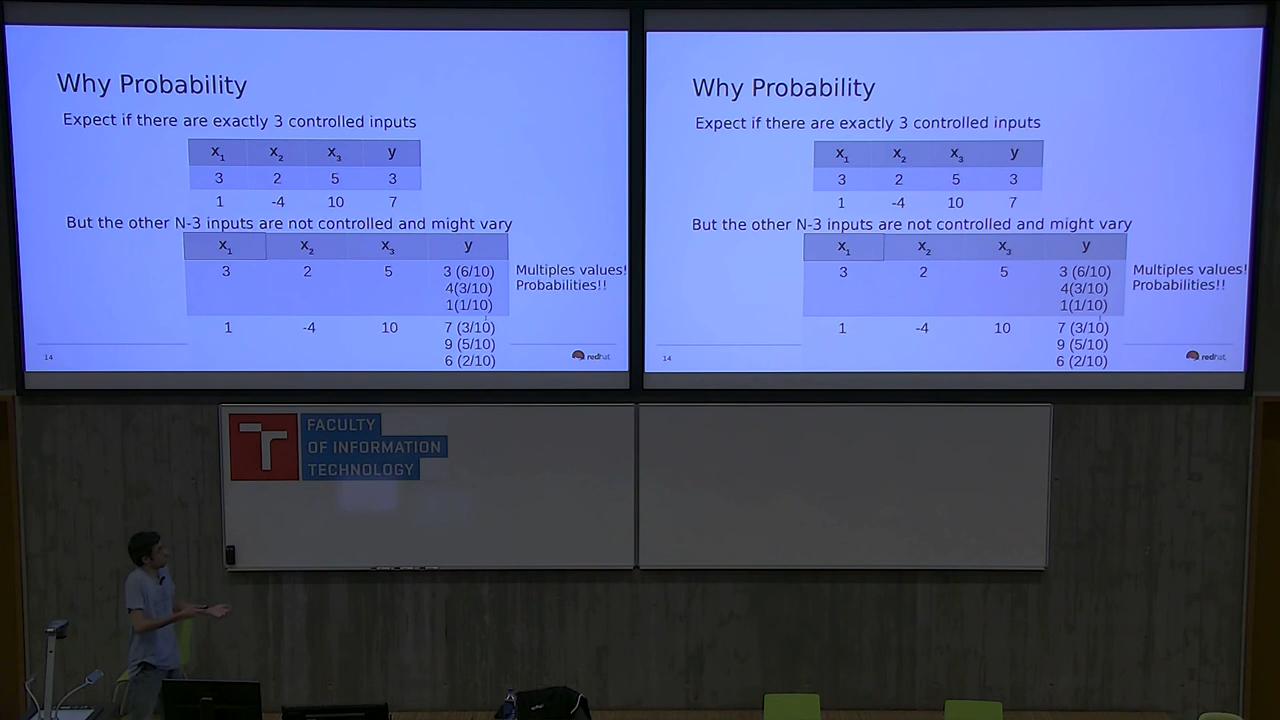 Why Probability
Expect if there are exactly 3 controlled inputs
x1 x2 x3 y
3 2 5 3
1 -4 10 7
But the other N-3 inputs are not controlled and might vary
x1 x2 x3 y
3 2 5 3 (6/10)
4(3/10)
1(1/10)
Multiples values!
Probabilities!!
1 -4 10 7 (3/10)
9 (5/10)
6 (2/10)
14
redhat
Why Probability
Expect if there are exactly 3 controlled inputs
x1 x2 x3 y
3 2 5 3
1 -4 10 7
But the other N-3 inputs are not controlled and might vary
x1 x2 x3 y
3 2 5 3 (6/10)
4(3/10)
1(1/10)
Multiples values!
Probabilities!!
1 -4 10 7 (3/10)
9 (5/10)
6 (2/10)
14
redhat
T
FACULTY
OF INFORMATION
TECHNOLOGY